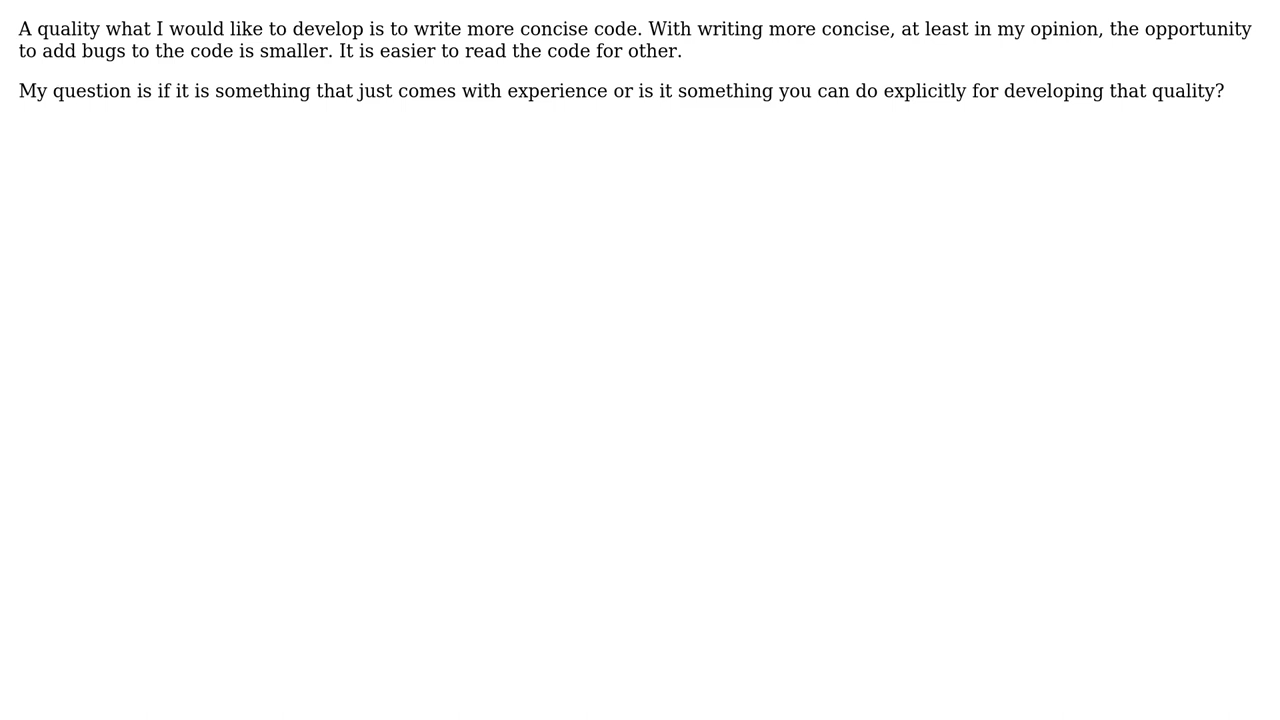 A quality what I would like to develop is to write more concise code. With writing more concise, at least in my opinion, the opportunity
to add bugs to the code is smaller. It is easier to read the code for other.
My question is if it is something that just comes with experience or is it something you can do explicitly for developing that quality?